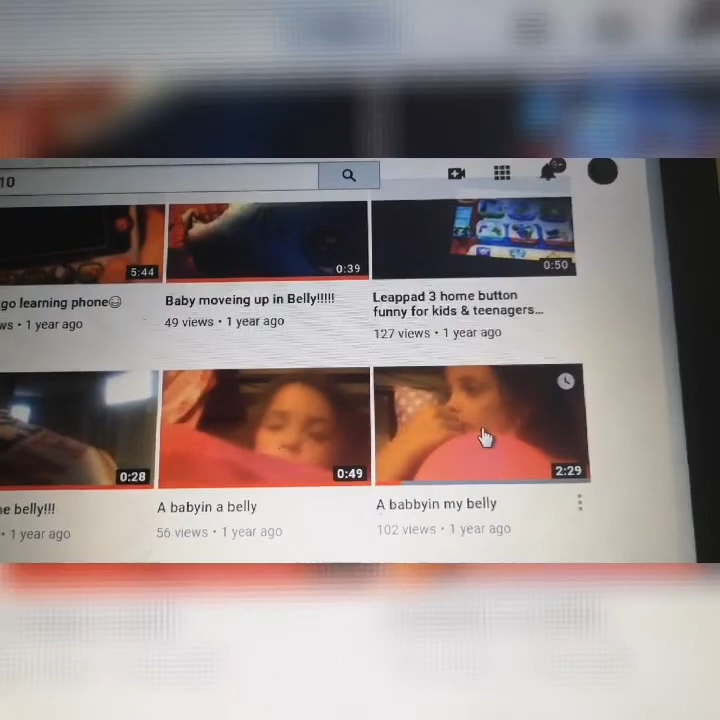 10
5:44
0:39
0:50
go learning phone😄
Baby moveing up in Belly!!!!!
Leappad 3 home button
funny for kids & teenagers...
ws • 1 year ago
49 views • 1 year ago
127 views • 1 year ago
0:28
0:49
2:29
e belly!!!
A babyin a belly
A babbyin my belly
• 1 year ago
56 views • 1 year ago
102 views • 1 year ago